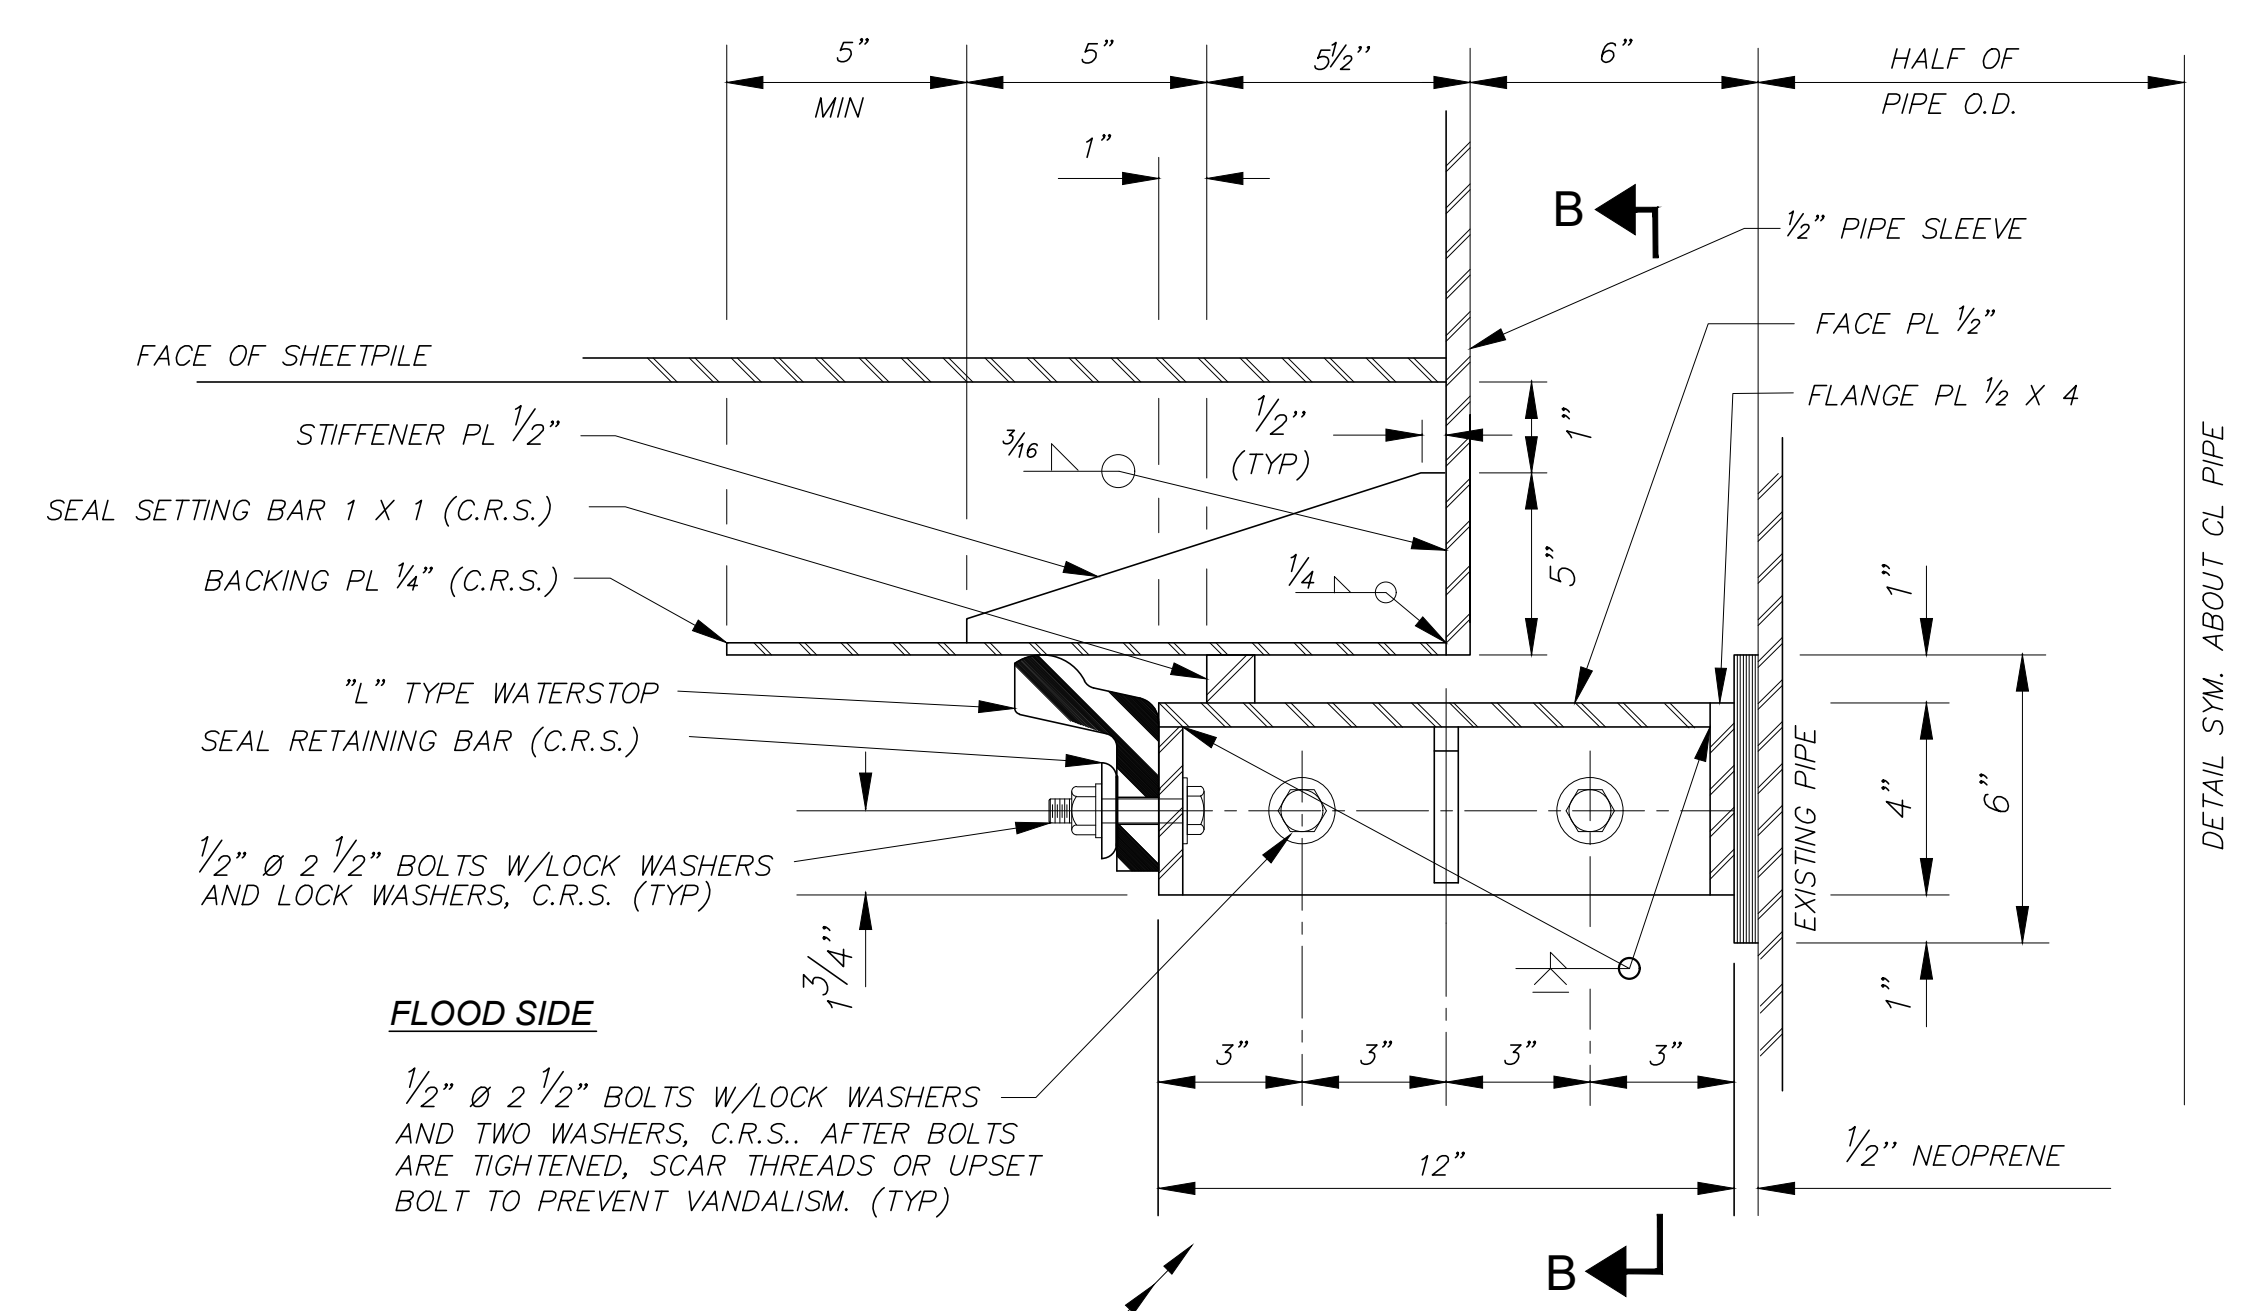 5" 5" 5½" 6" HALF OF
MIN PIPE O.D.
1"
B
½" PIPE SLEEVE
FACE PL ½"
FACE OF SHEETPILE
FLANGE PL ½ X 4
STIFFENER PL ½"
3/16
½"
(TYP)
1"
SEAL SETTING BAR 1 X 1 (C.R.S.)
BACKING PL ¼" (C.R.S.)
¼
5"
1"
DETAIL SYM. ABOUT CL PIPE
"L" TYPE WATERSTOP
SEAL RETAINING BAR (C.R.S.)
EXISTING PIPE
4"
6"
½" Ø 2 ½" BOLTS W/LOCK WASHERS
AND LOCK WASHERS, C.R.S. (TYP)
1¾"
1"
FLOOD SIDE
3" 3" 3" 3"
½" Ø 2 ½" BOLTS W/LOCK WASHERS
AND TWO WASHERS, C.R.S.. AFTER BOLTS
ARE TIGHTENED, SCAR THREADS OR UPSET
BOLT TO PREVENT VANDALISM. (TYP)
12"
½" NEOPRENE
B